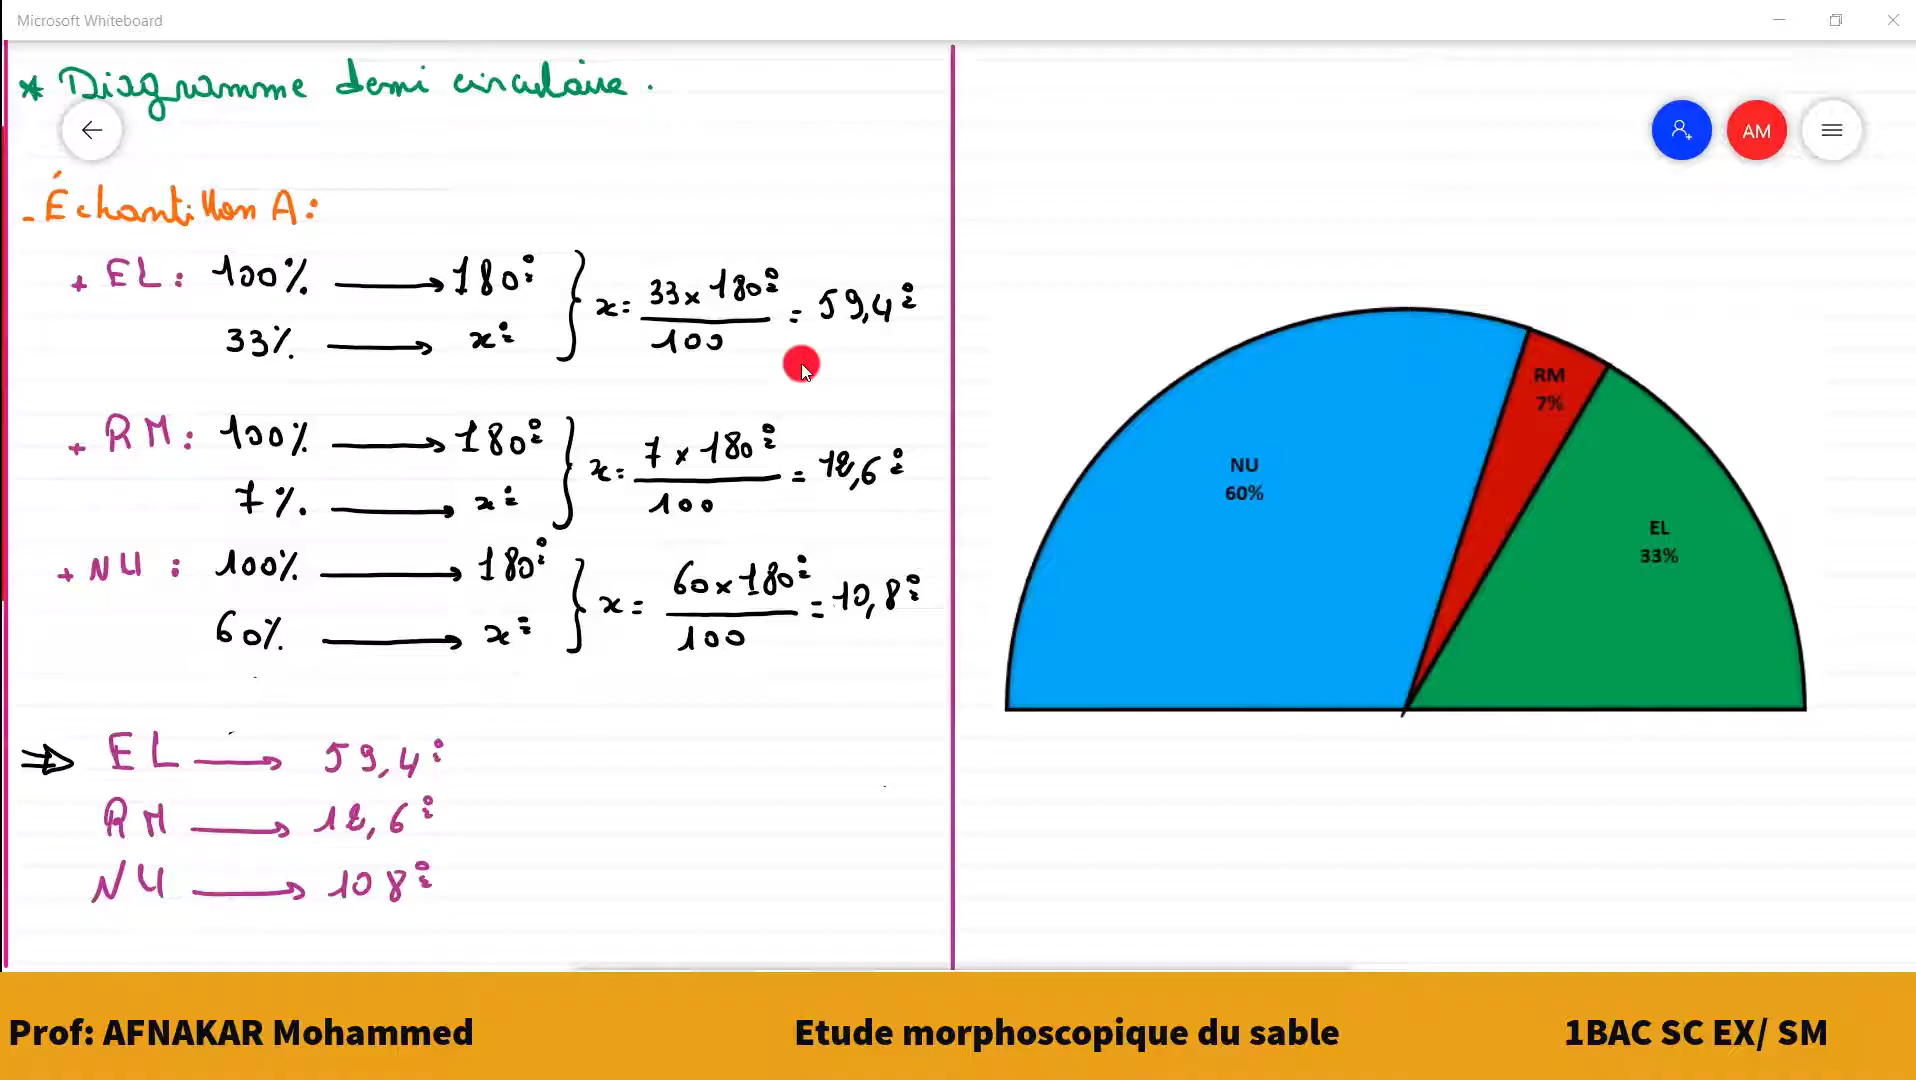 Microsoft Whiteboard
* Diagramme demi circulaire.
AM
- Échantillon A:
+ EL: 100% → 180°
33% → x°
x = 33 x 180° / 100 = 59,4°
+ RM: 100% → 180°
7% → x°
x = 7 x 180° / 100 = 12,6°
+ NU: 100% → 180°
60% → x°
x = 60 x 180° / 100 = 10,8°
⇒ EL → 59,4°
RM → 12,6°
NU → 108°
RM
7%
NU
60%
EL
33%
Prof: AFNAKAR Mohammed
Etude morphoscopique du sable
1BAC SC EX/ SM